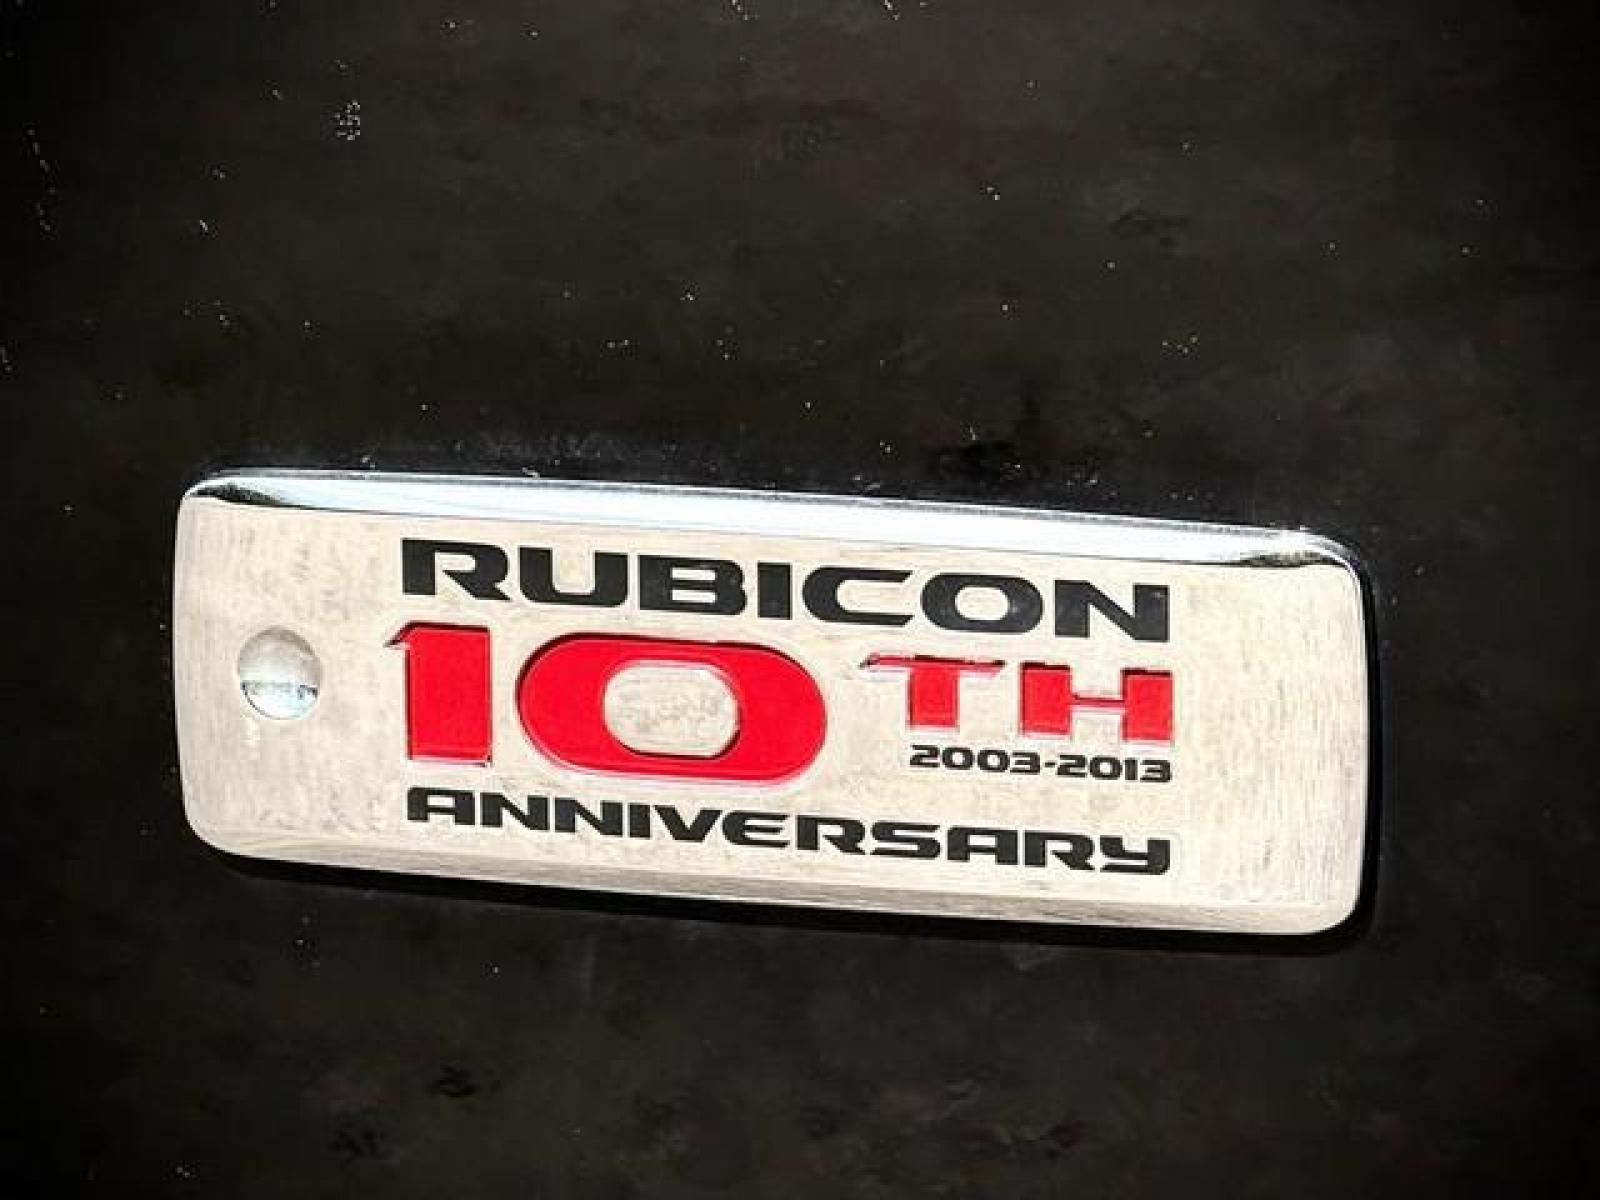 RUBICON
10TH
2003-2013
ANNIVERSARY